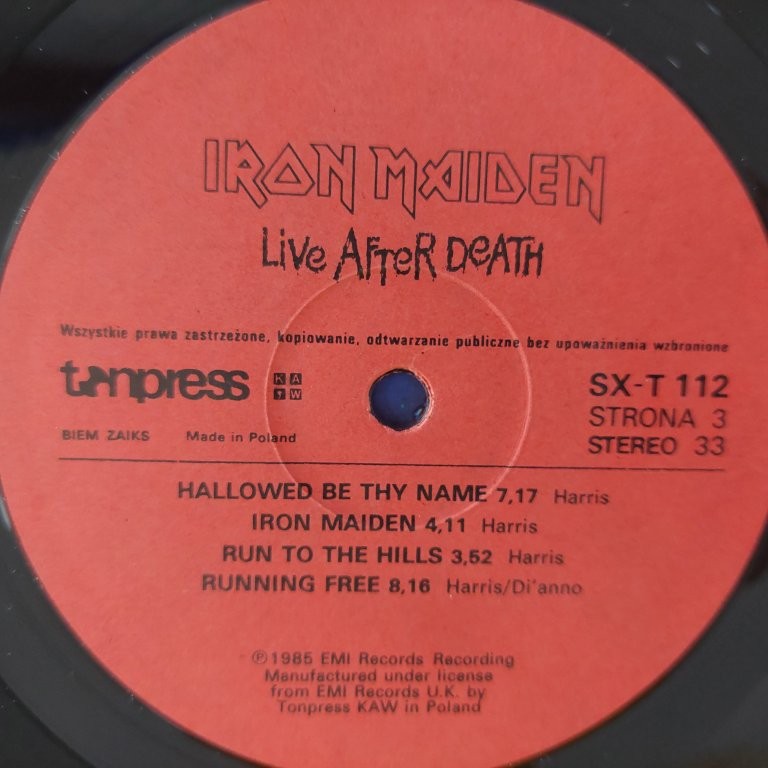 IRON MAIDEN
LIVE AFTER DEATH
Wszystkie prawa zastrzeżone, kopiowanie, odtwarzanie publiczne bez upoważnienia wzbronione
tonpress KAW
SX-T 112
STRONA 3
BIEM ZAIKS Made in Poland
STEREO 33
HALLOWED BE THY NAME 7,17 Harris
IRON MAIDEN 4,11 Harris
RUN TO THE HILLS 3,52 Harris
RUNNING FREE 8,16 Harris/Di'anno
℗1985 EMI Records Recording
Manufactured under license
from EMI Records U.K. by
Tonpress KAW in Poland